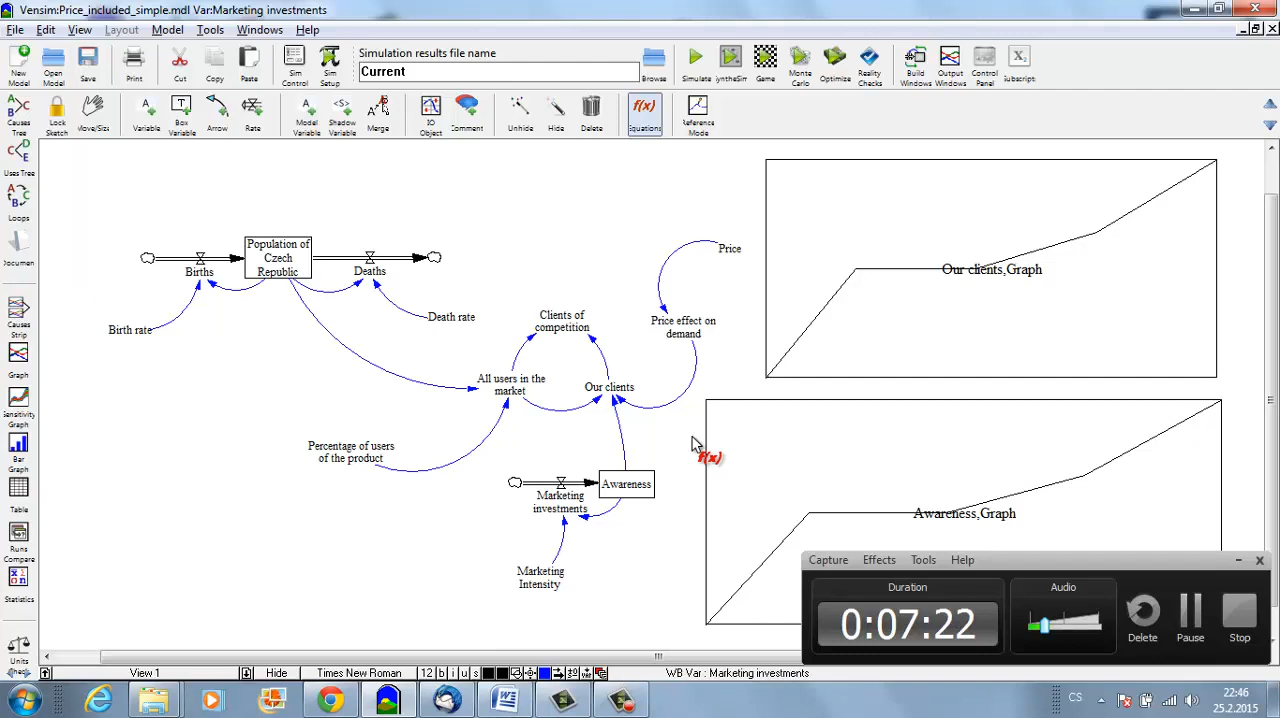 Vensim:Price_included_simple.mdl Var:Marketing investments
File Edit View Layout Model Tools Windows Help
Simulation results file name
Current
New Model
Open Model
Save
Print
Cut
Copy
Paste
Sim Control
Sim Setup
Browse
Simulate
Game
Monte Carlo
Optimize
Reality Checks
Build Windows
Output Windows
Control Panel
Causes Tree
Lock Sketch
Move/Size
Variable
Box Variable
Arrow
Rate
Model Variable
Shadow Variable
Merge
IO Object
Comment
Unhide
Hide
Delete
f(x)
Equations
Reference Mode
Uses Tree
Loops
Documen
Causes Strip
Graph
Sensitivity Graph
Bar Graph
Table
Runs Compare
Statistics
Units
Population of
Czech
Republic
Births
Deaths
Birth rate
Death rate
Price
Clients of
competition
Price effect on
demand
All users in the
market
Our clients
Percentage of users
of the product
Awareness
Marketing
investments
Marketing
Intensity
Our clients,Graph
Awareness,Graph
f(x)
Capture Effects Tools Help
Duration
0:07:22
Audio
Delete
Pause
Stop
View 1
Hide
Times New Roman
12 b i u s
WB Var : Marketing investments
CS
22:46
25.2.2015